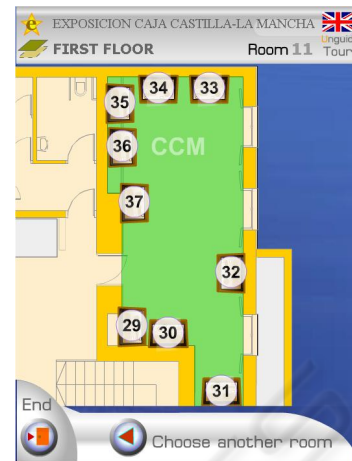 EXPOSICION CAJA CASTILLA-LA MANCHA
FIRST FLOOR
Room 11
Unguid
Tour
34
33
35
36
CCM
37
32
29
30
31
End
Choose another room